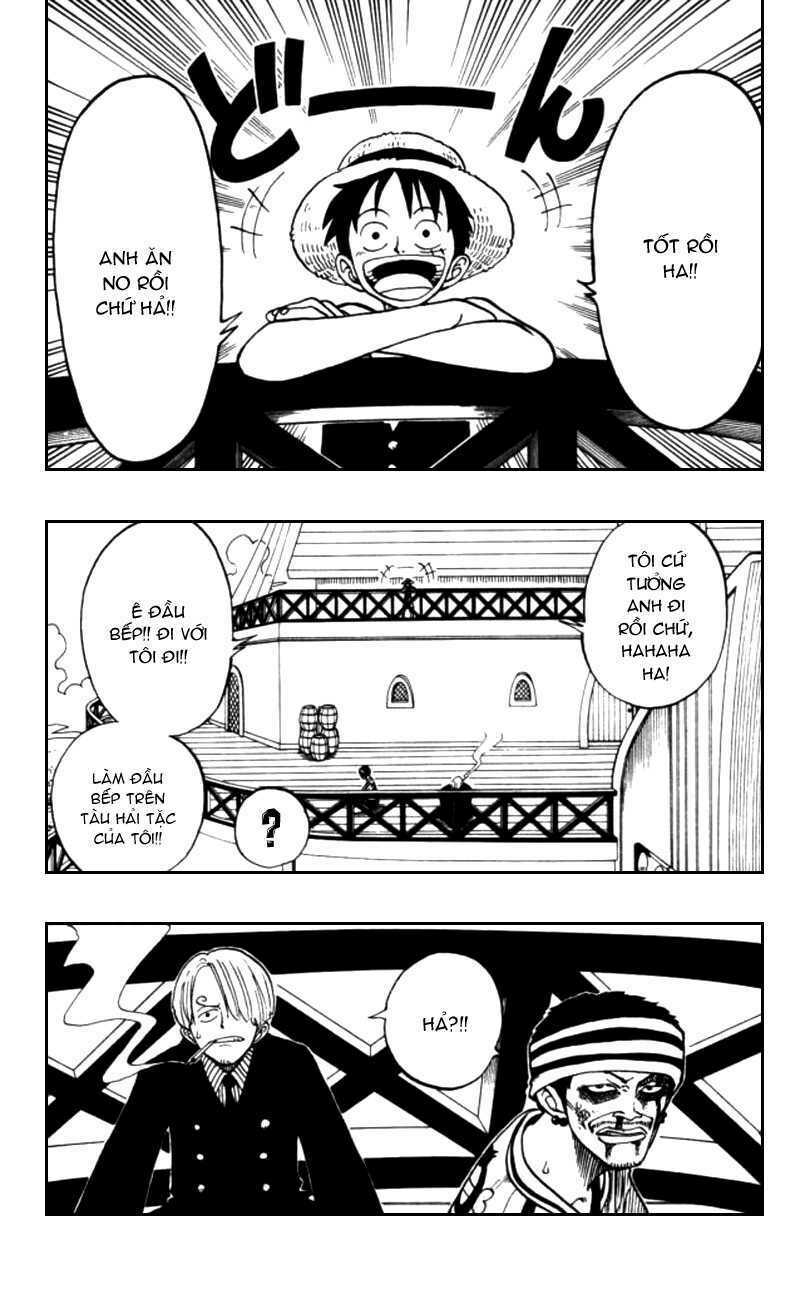 どーん
TỐT RỒI
HA!!
ANH ĂN
NO RỒI
CHỨ HẢ!!
TÔI CỨ
TƯỞNG
ANH ĐI
RỒI CHỨ,
HAHAHA
HA!
Ê ĐẦU
BẾP!! ĐI VỚI
TÔI ĐI!!
LÀM ĐẦU
BẾP TRÊN
TÀU HẢI TẶC
CỦA TÔI!!
?
HẢ?!!